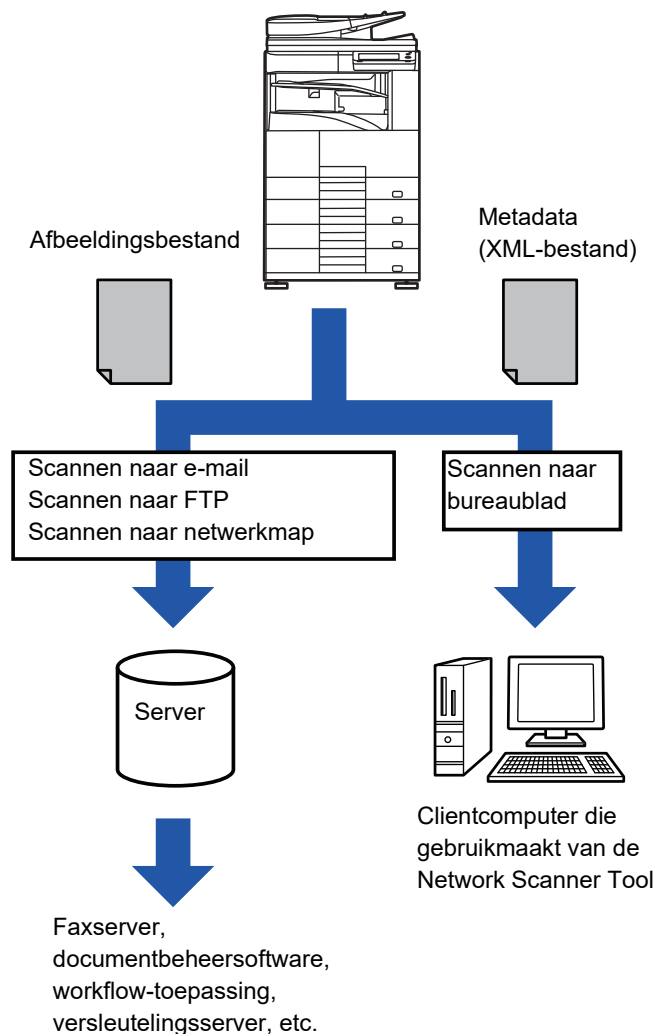 Afbeeldingsbestand
Metadata
(XML-bestand)
Scannen naar e-mail
Scannen naar FTP
Scannen naar netwerkmap
Scannen naar
bureaublad
Server
Clientcomputer die
gebruikmaakt van de
Network Scanner Tool
Faxserver,
documentbeheersoftware,
workflow-toepassing,
versleutelingsserver, etc.